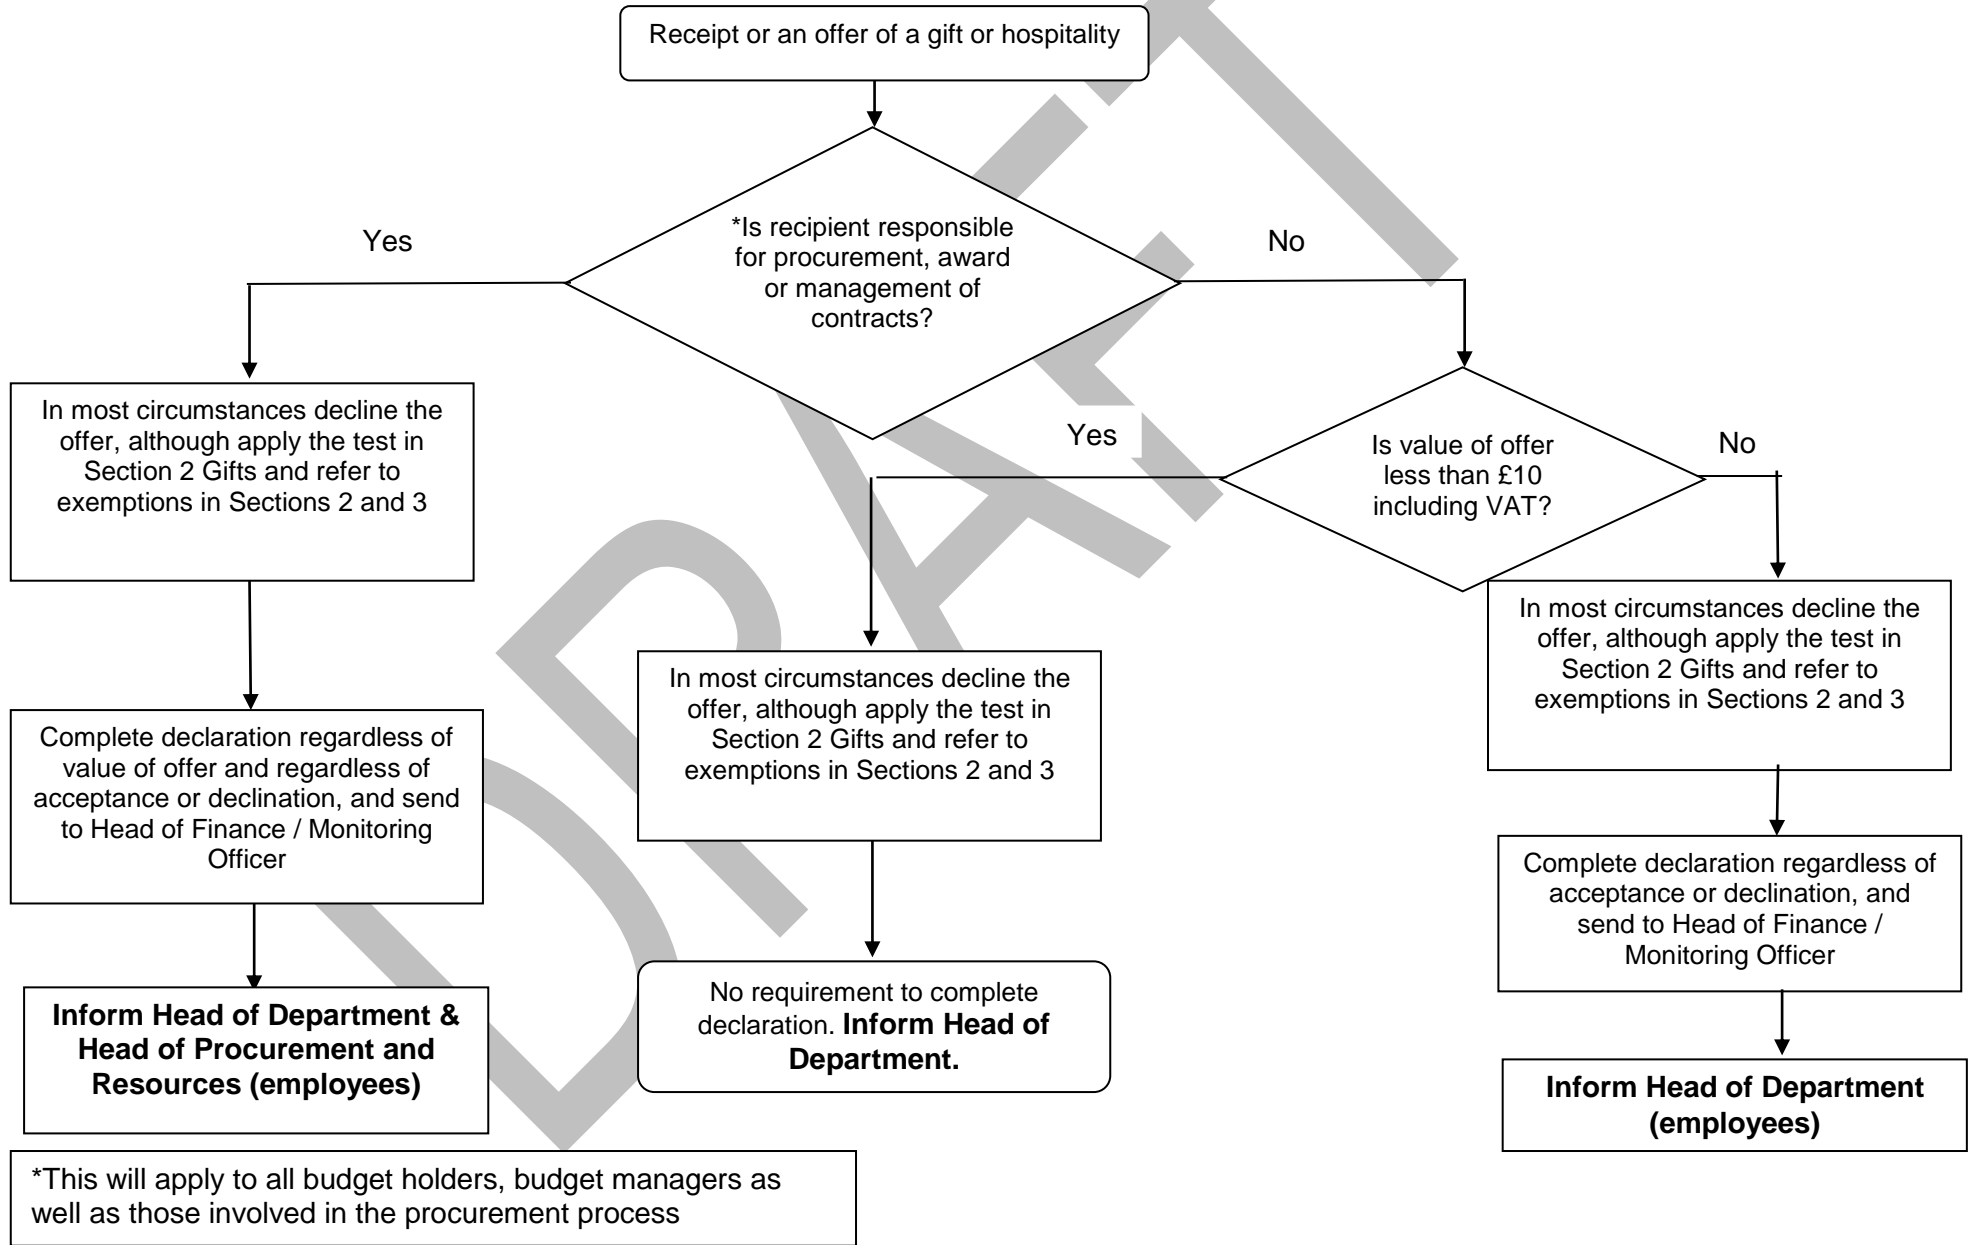 Receipt or an offer of a gift or hospitality
*Is recipient responsible
for procurement, award
or management of
contracts?
Yes
No
In most circumstances decline the
offer, although apply the test in
Section 2 Gifts and refer to
exemptions in Sections 2 and 3
Complete declaration regardless of
value of offer and regardless of
acceptance or declination, and send
to Head of Finance / Monitoring
Officer
Inform Head of Department &
Head of Procurement and
Resources (employees)
Is value of offer
less than £10
including VAT?
Yes
No
In most circumstances decline the
offer, although apply the test in
Section 2 Gifts and refer to
exemptions in Sections 2 and 3
No requirement to complete
declaration. Inform Head of
Department.
In most circumstances decline the
offer, although apply the test in
Section 2 Gifts and refer to
exemptions in Sections 2 and 3
Complete declaration regardless of
acceptance or declination, and
send to Head of Finance /
Monitoring Officer
Inform Head of Department
(employees)
*This will apply to all budget holders, budget managers as
well as those involved in the procurement process
DRAFT